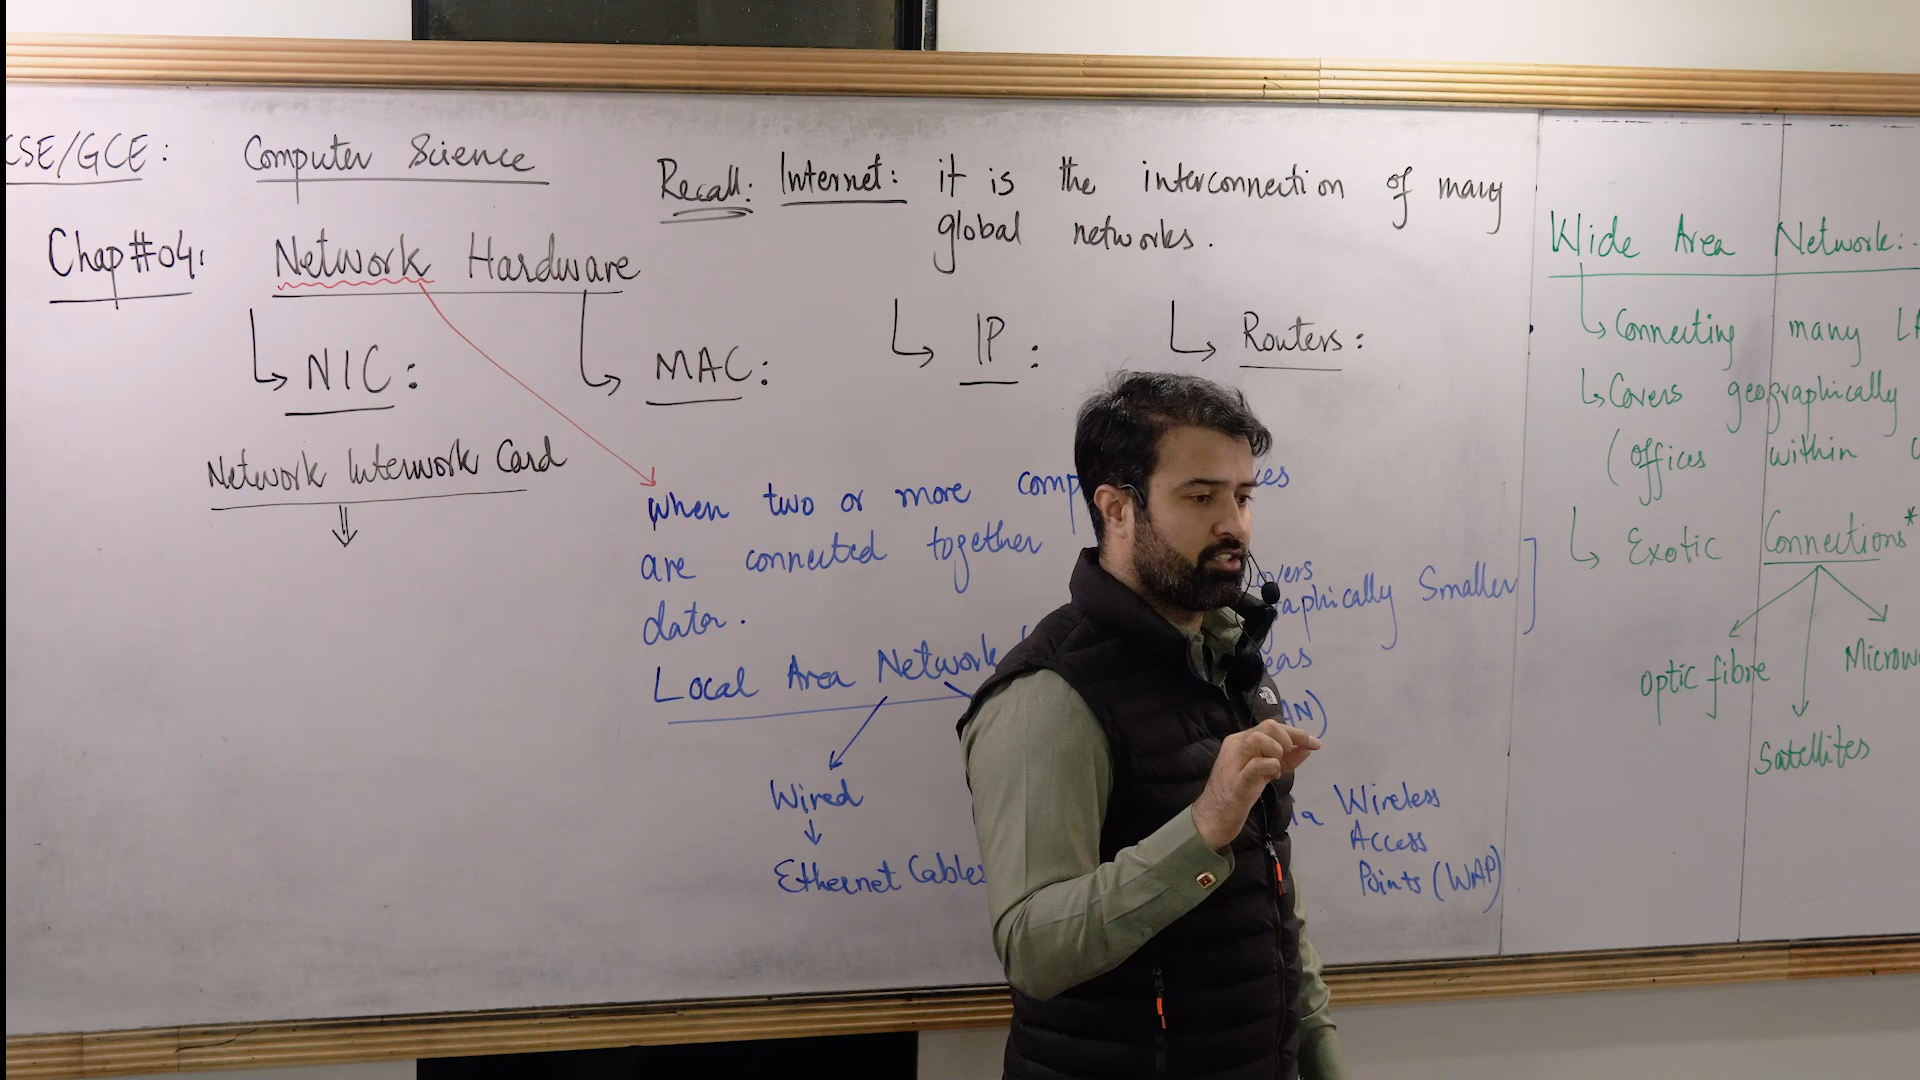 CSE/GCE: Computer Science
Chap#04: Network Hardware
NIC:
MAC:
IP:
Routers:
Network Interwork Card
Recall: Internet: it is the interconnection of many
global networks.
When two or more
are connected together
data.
Local Area Network
Smaller
Wired
Ethernet Cables
Wireless
Access
Points (WAP)
Wide Area Network:
Connecting many
Covers geographically
(offices within
Exotic Connections*
Optic fibre
Satellites
THE NORTH FACE